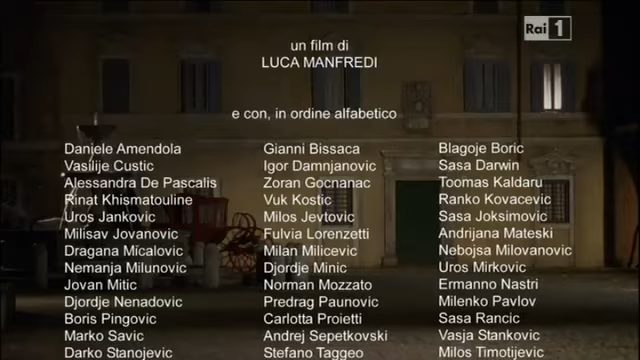 Rai 1
un film di
LUCA MANFREDI
e con, in ordine alfabetico
Daniele Amendola
Vasilije Custic
Alessandra De Pascalis
Rinat Khismatouline
Uros Jankovic
Milisav Jovanovic
Dragana Micalovic
Nemanja Milunovic
Jovan Mitic
Djordje Nenadovic
Boris Pingovic
Marko Savic
Darko Stanojevic
Gianni Bissaca
Igor Damnjanovic
Zoran Gocnanac
Vuk Kostic
Milos Jevtovic
Fulvia Lorenzetti
Milan Milicevic
Djordje Minic
Norman Mozzato
Predrag Paunovic
Carlotta Proietti
Andrej Sepetkovski
Stefano Taggeo
Blagoje Boric
Sasa Darwin
Toomas Kaldaru
Ranko Kovacevic
Sasa Joksimovic
Andrijana Mateski
Nebojsa Milovanovic
Uros Mirkovic
Ermanno Nastri
Milenko Pavlov
Sasa Rancic
Vasja Stankovic
Milos Timotijevic